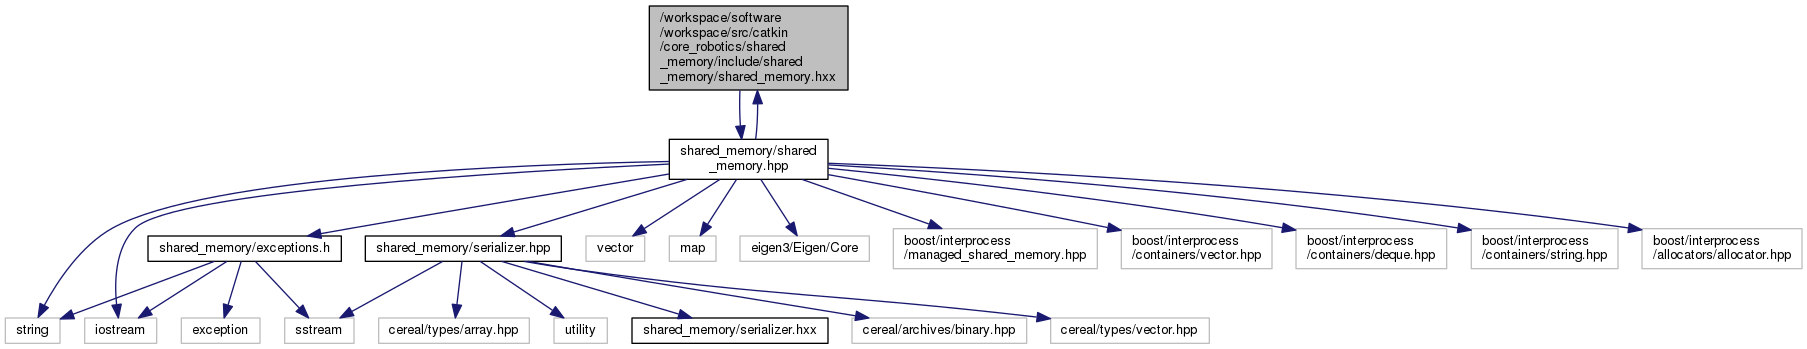 /workspace/software
/workspace/src/catkin
/core_robotics/shared
_memory/include/shared
_memory/shared_memory.hxx
shared_memory/shared
_memory.hpp
shared_memory/exceptions.h
shared_memory/serializer.hpp
vector
map
eigen3/Eigen/Core
boost/interprocess
/managed_shared_memory.hpp
boost/interprocess
/containers/vector.hpp
boost/interprocess
/containers/deque.hpp
boost/interprocess
/containers/string.hpp
boost/interprocess
/allocators/allocator.hpp
string
iostream
exception
sstream
cereal/types/array.hpp
utility
shared_memory/serializer.hxx
cereal/archives/binary.hpp
cereal/types/vector.hpp